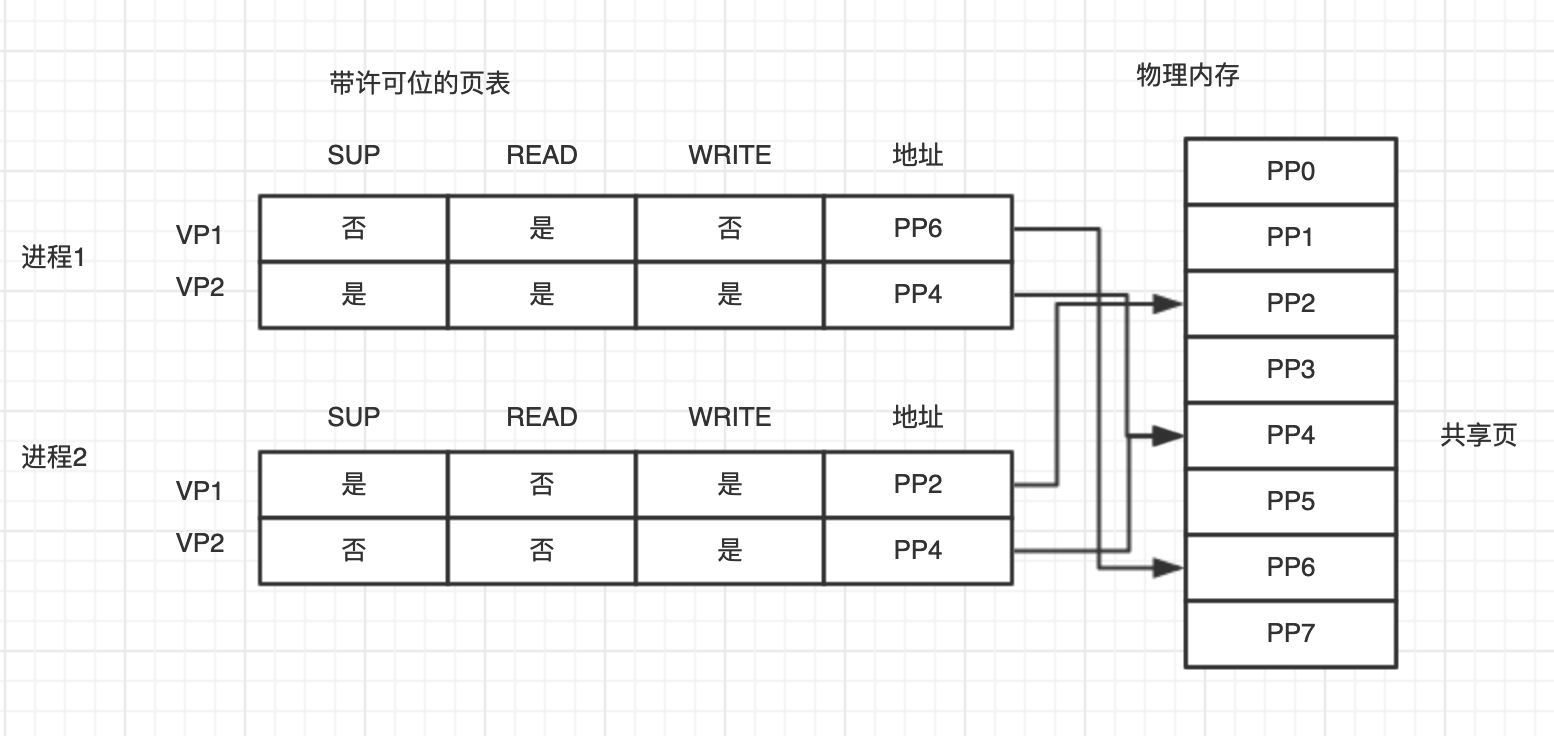 带许可位的页表
物理内存
SUP READ WRITE 地址
进程1
VP1 否 是 否 PP6
VP2 是 是 是 PP4
SUP READ WRITE 地址
进程2
VP1 是 否 是 PP2
VP2 否 否 是 PP4
PP0
PP1
PP2
PP3
PP4 共享页
PP5
PP6
PP7